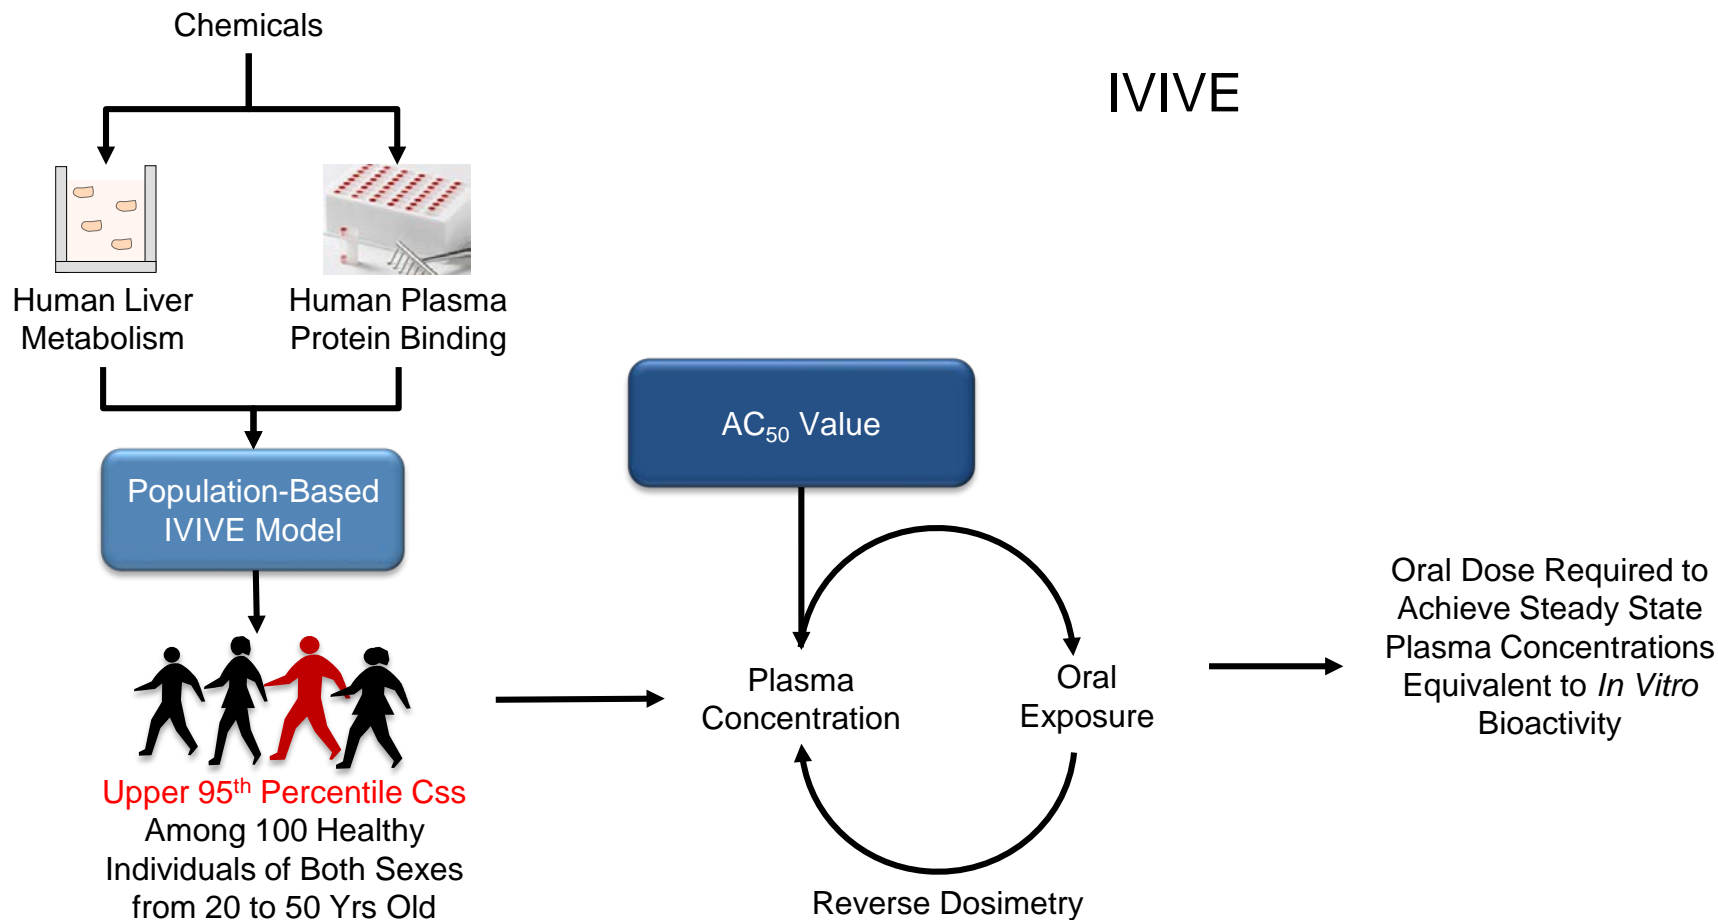 Chemicals
IVIVE
Human Liver
Metabolism
Human Plasma
Protein Binding
Population-Based
IVIVE Model
Upper 95th Percentile Css
Among 100 Healthy
Individuals of Both Sexes
from 20 to 50 Yrs Old
AC50 Value
Plasma
Concentration
Oral
Exposure
Reverse Dosimetry
Oral Dose Required to
Achieve Steady State
Plasma Concentrations
Equivalent to In Vitro
Bioactivity